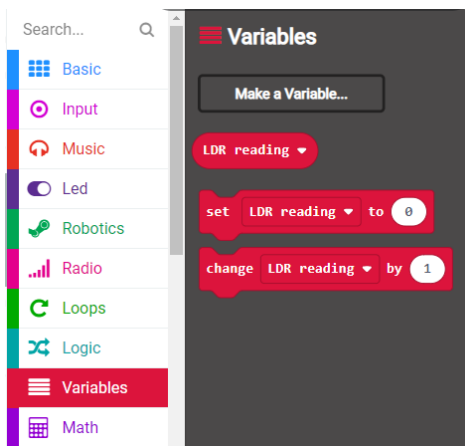 Search...
Basic
Input
Music
Led
Robotics
Radio
Loops
Logic
Variables
Math
Variables
Make a Variable...
LDR reading
set LDR reading to 0
change LDR reading by 1